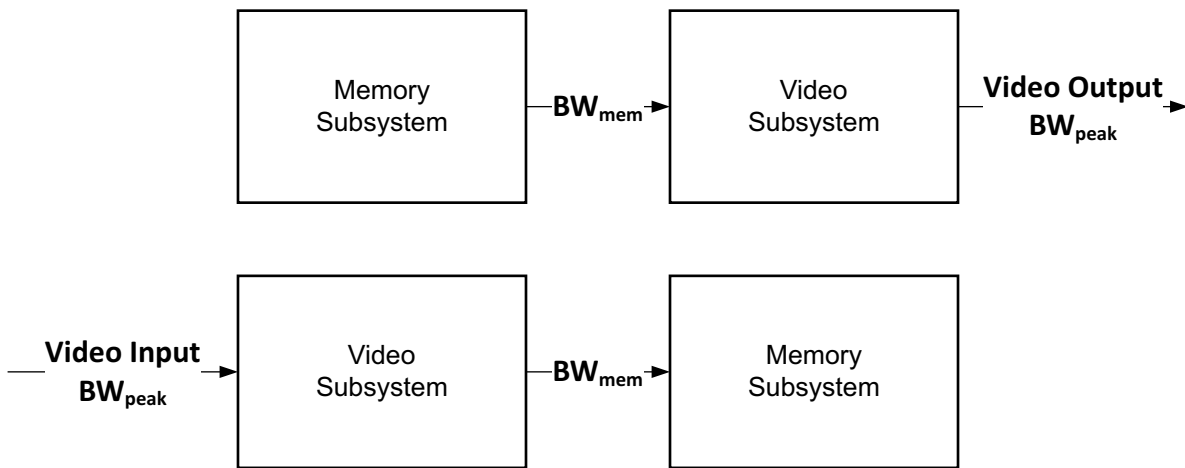 Memory
Subsystem
BWmem
Video
Subsystem
Video Output
BWpeak
Video Input
BWpeak
Video
Subsystem
BWmem
Memory
Subsystem